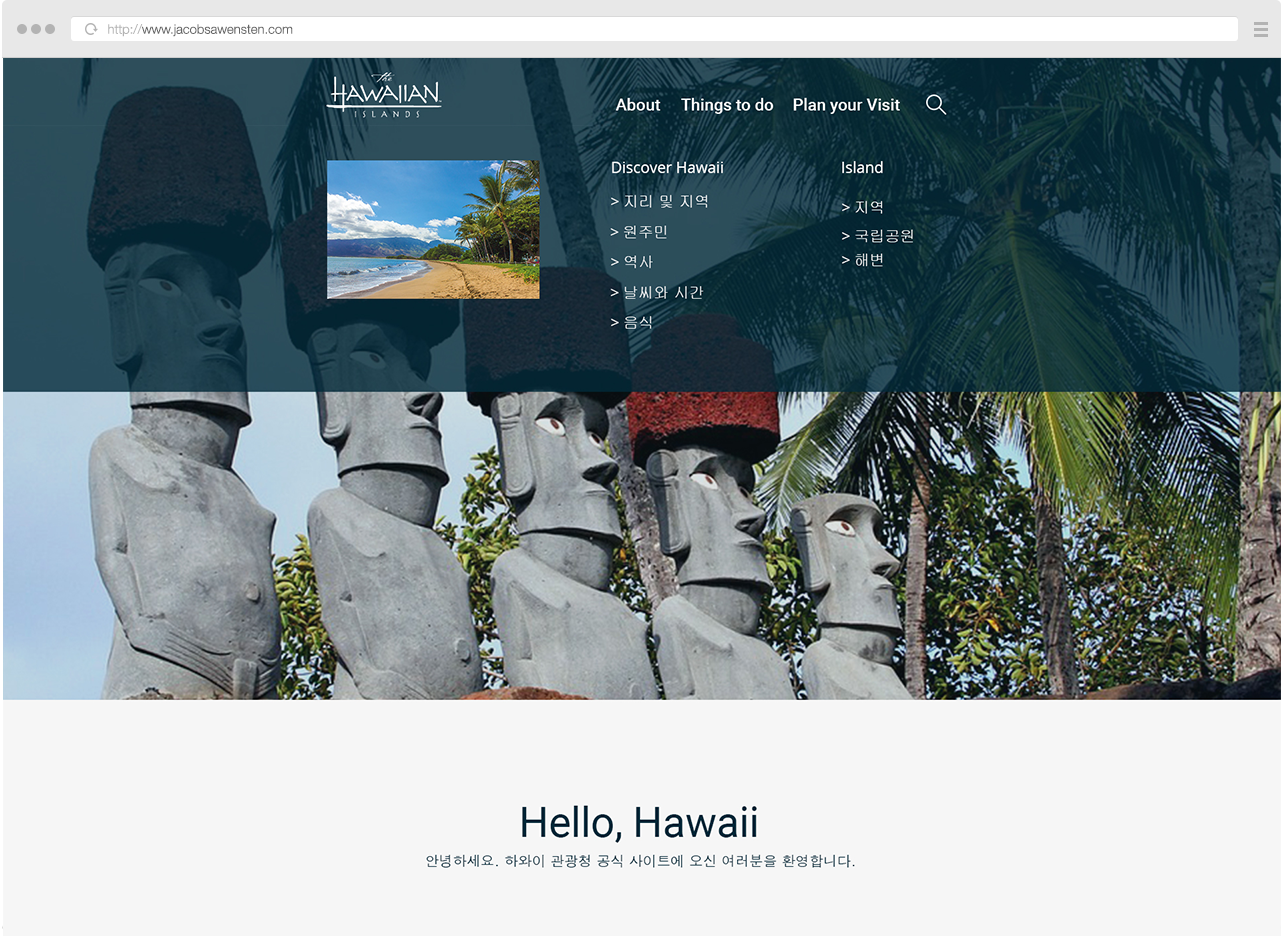 http://www.jacobsawensten.com
The
HAWAIIAN
ISLANDS
About Things to do Plan your Visit
Discover Hawaii
> 지리 및 지역
> 원주민
> 역사
> 날씨와 시간
> 음식
Island
> 지역
> 국립공원
> 해변
Hello, Hawaii
안녕하세요. 하와이 관광청 공식 사이트에 오신 여러분을 환영합니다.